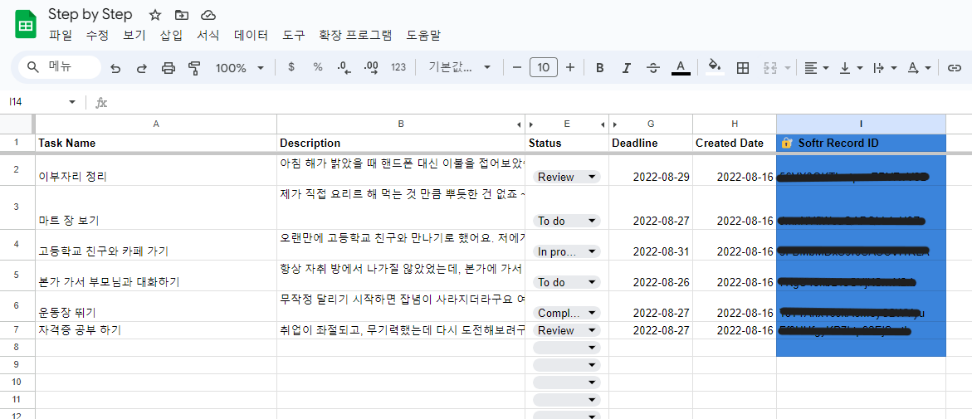 Step by Step
파일 수정 보기 삽입 서식 데이터 도구 확장 프로그램 도움말
메뉴 100% $ % .0 .00 123 기본값... 10 B I A A
I14 fx
A B E G H I
1 Task Name Description Status Deadline Created Date Softr Record ID
2 이부자리 정리 아침 해가 밝았을 때 핸드폰 대신 이불을 접어보았 Review 2022-08-29 2022-08-16
3 마트 장 보기 제가 직접 요리로 해 먹는 것 만큼 뿌듯한 건 없죠 ~ To do 2022-08-27 2022-08-16
4 고등학교 친구와 카페 가기 오랜만에 고등학교 친구와 만나기로 했어요. 저에게 In pro... 2022-08-31 2022-08-16
5 본가 가서 부모님과 대화하기 항상 자취 방에서 나가질 않았었는데, 본가에 가서 To do 2022-08-26 2022-08-16
6 운동장 뛰기 무작정 달리기 시작하면 잡념이 사라지더라구요 여 Compl... 2022-08-27 2022-08-16
7 자격증 공부 하기 취업이 좌절되고, 무기력했는데 다시 도전해보려구 Review 2022-08-27 2022-08-16
8
9
10
11
12